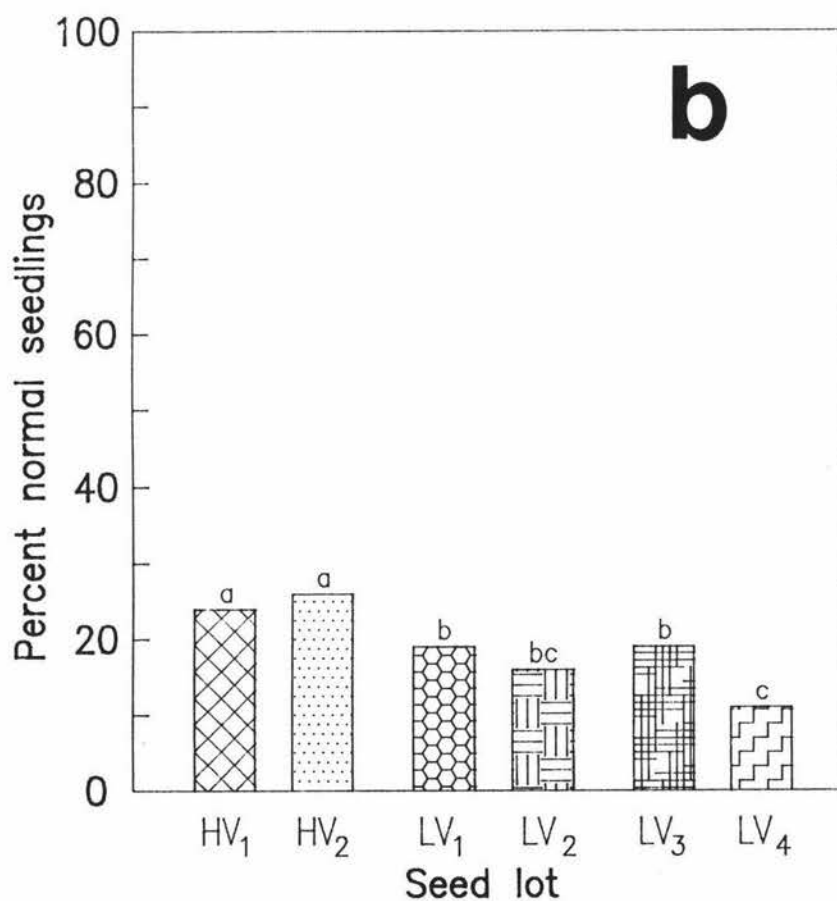 b
Percent normal seedlings
100
80
60
40
20
0
a
a
b
bc
b
c
HV₁ HV₂ LV₁ LV₂ LV₃ LV₄
Seed lot